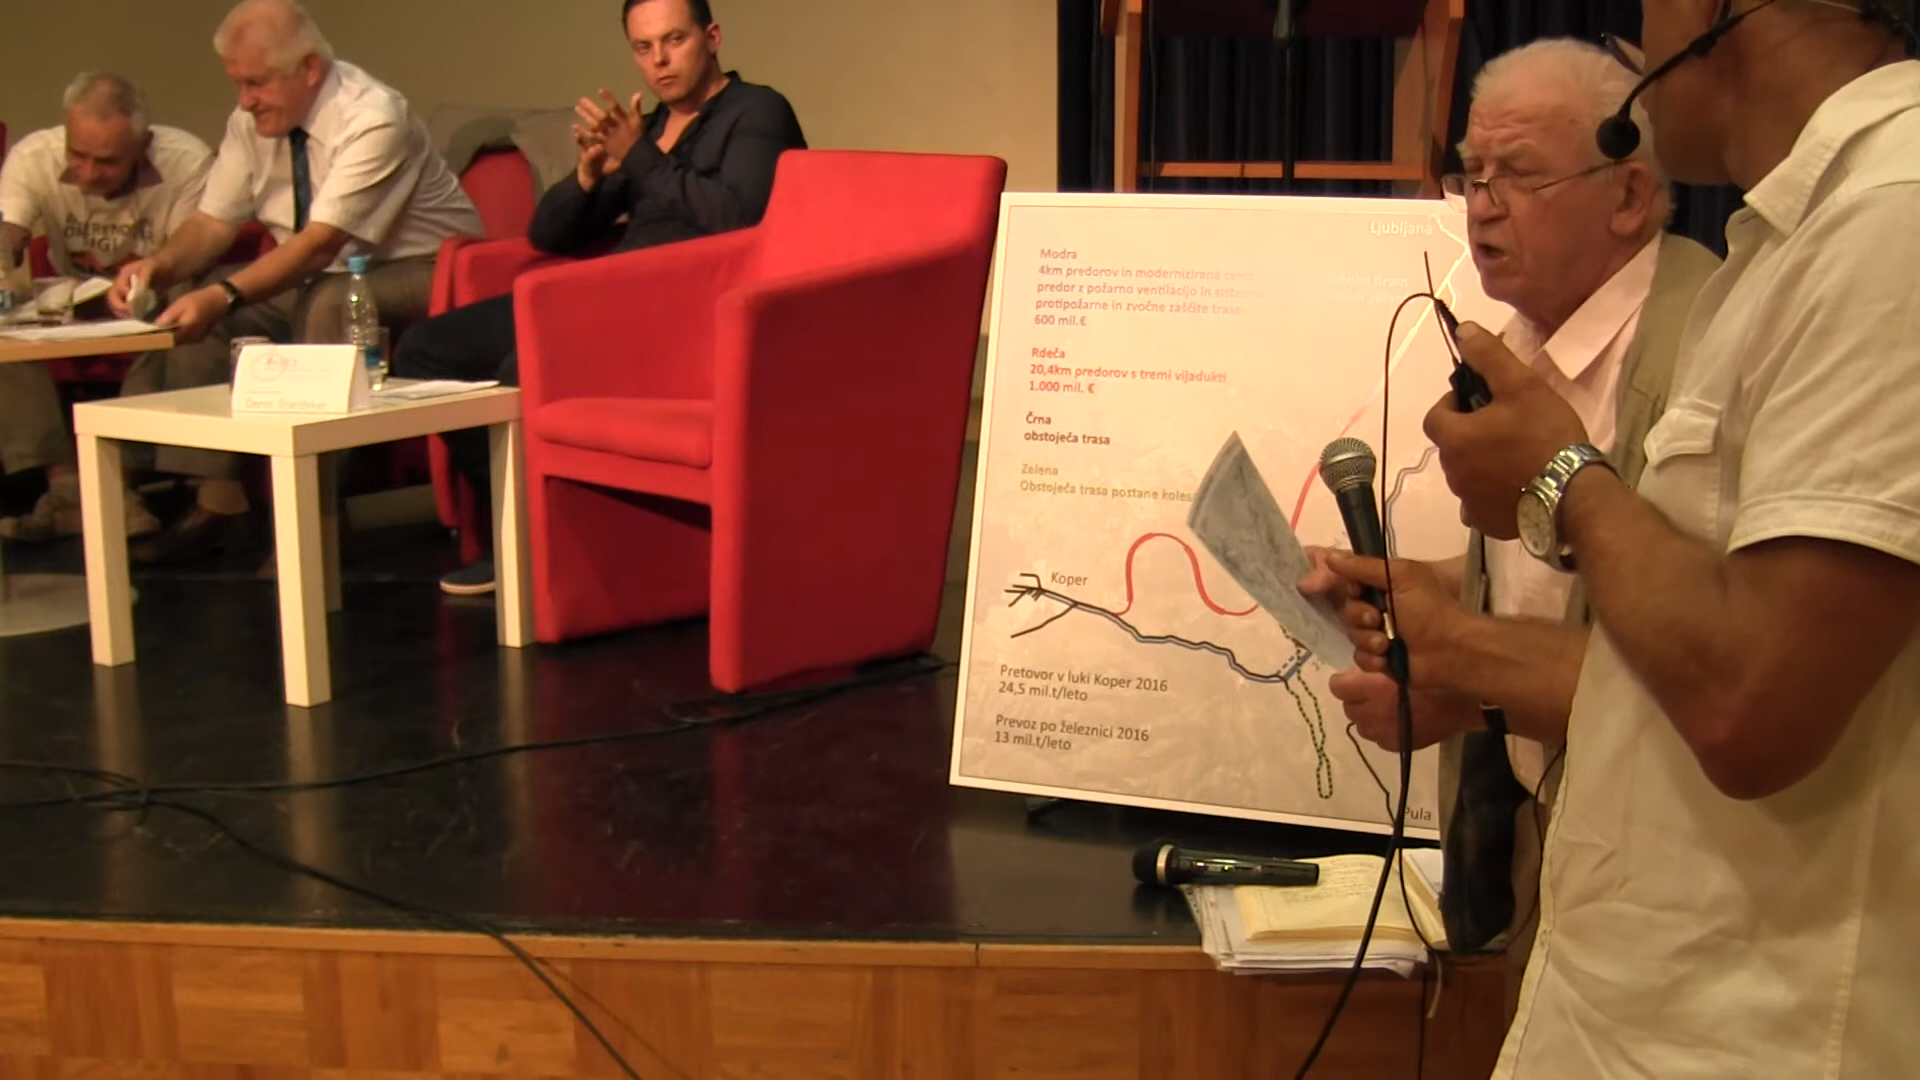 Ljubljana
Modra
4km predorov in modernizirana
predor z požarno ventilacijo in
protipožarne in zvočne zaščite traso
600 mil.€
Rdeča
20,4km predorov s tremi vijadukti
1.000 mil. €
Črna
obstoječa trasa
Zelena
Obstoječa trasa postane
Koper
Pretovor v luki Koper 2016
24,5 mil.t/leto
Prevoz po železnici 2016
13 mil.t/leto
Pula